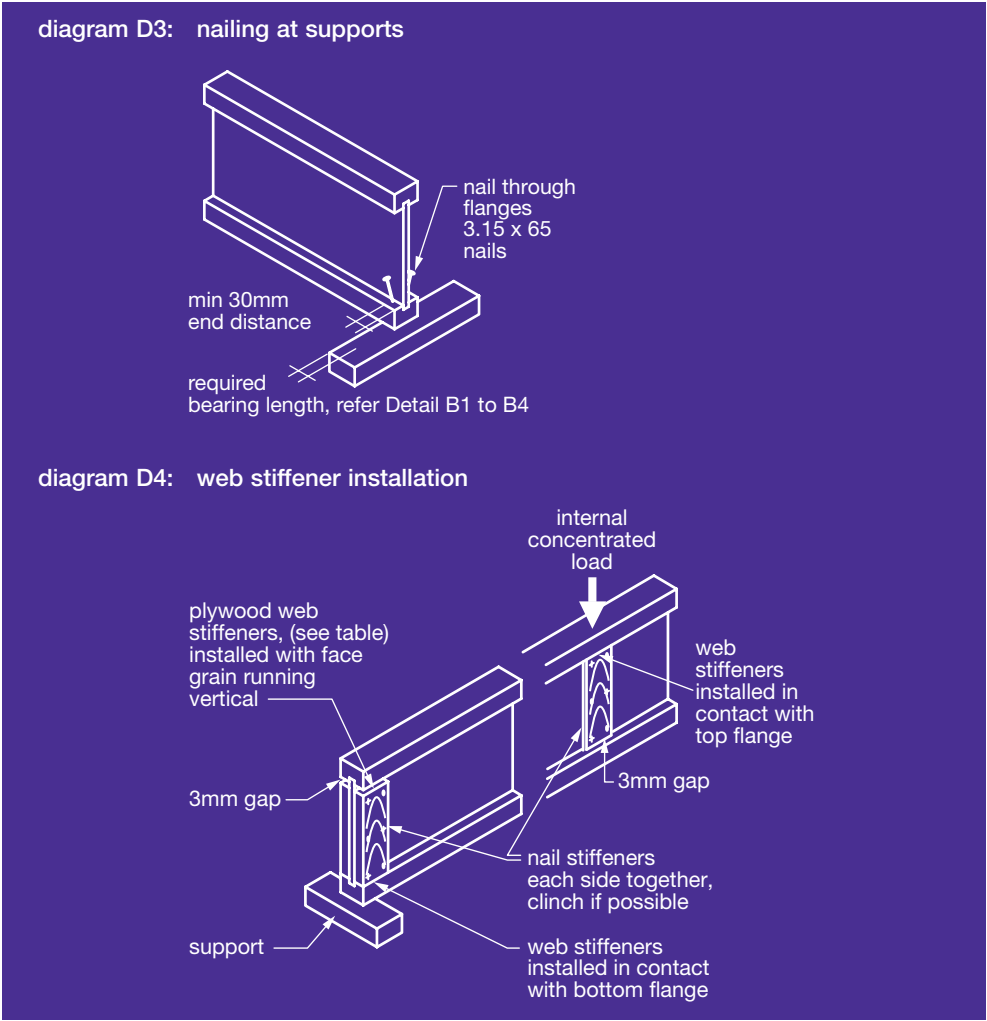 diagram D3: nailing at supports
nail through
flanges
3.15 x 65
nails
min 30mm
end distance
required
bearing length, refer Detail B1 to B4
diagram D4: web stiffener installation
internal
concentrated
load
plywood web
stiffeners, (see table)
installed with face
grain running
vertical
web
stiffeners
installed in
contact with
top flange
3mm gap
3mm gap
nail stiffeners
each side together,
clinch if possible
support
web stiffeners
installed in contact
with bottom flange